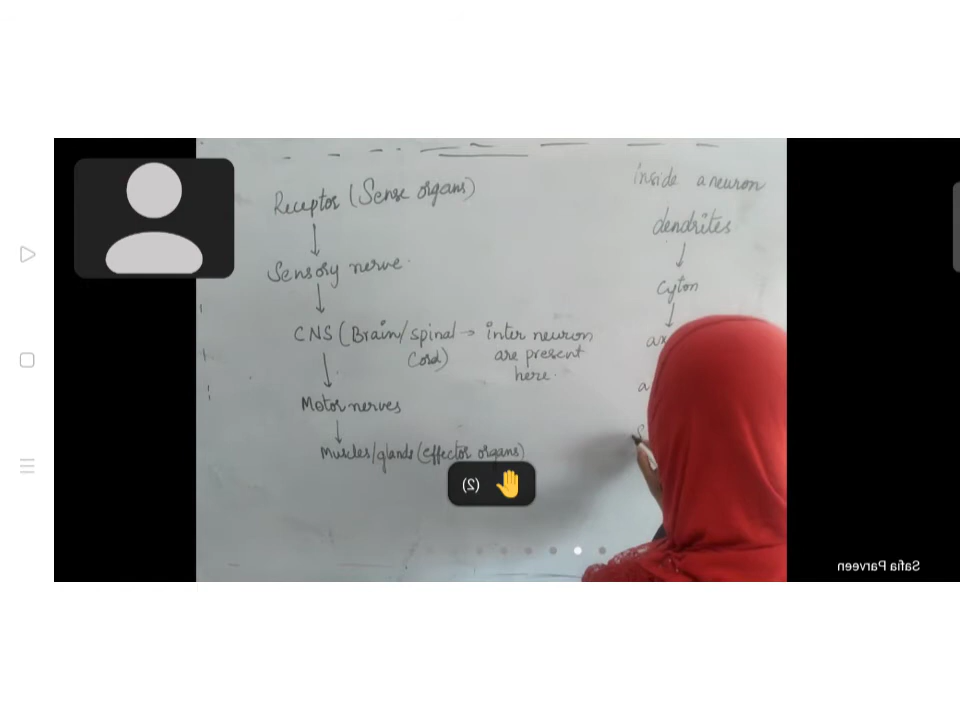 Receptor (Sense organs)
Sensory nerve.
CNS (Brain/spinal → inter neuron
Cord) are present
here.
Motor nerves
Muscles/glands (effector organs)
inside a neuron
dendrites
Cyton
ax
a
S
(2)
Safia Parveen